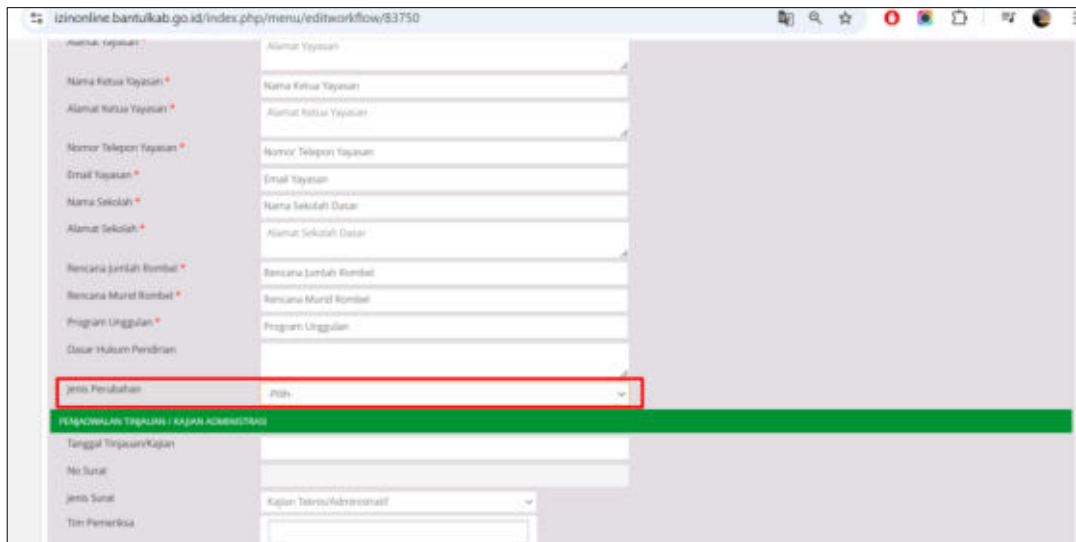 izinonline.bantulkab.go.id/index.php/menu/editworkflow/83750
Alamat Yayasan *
Alamat Yayasan
Nama Ketua Yayasan *
Nama Ketua Yayasan
Alamat Ketua Yayasan *
Alamat Ketua Yayasan
Nomor Telepon Yayasan *
Nomor Telepon Yayasan
Email Yayasan *
Email Yayasan
Nama Sekolah *
Nama Sekolah Dasar
Alamat Sekolah *
Alamat Sekolah Dasar
Rencana Jumlah Rombel *
Rencana Jumlah Rombel
Rencana Murid Rombel *
Rencana Murid Rombel
Program Unggulan *
Program Unggulan
Dasar Hukum Pendirian
Jenis Perubahan
-Pilih-
PENJADWALAN TINJAUAN / KAJIAN ADMINISTRASI
Tanggal Tinjauan/Kajian
No Surat
Jenis Surat
Kajian Teknis/Administratif
Tim Pemeriksa